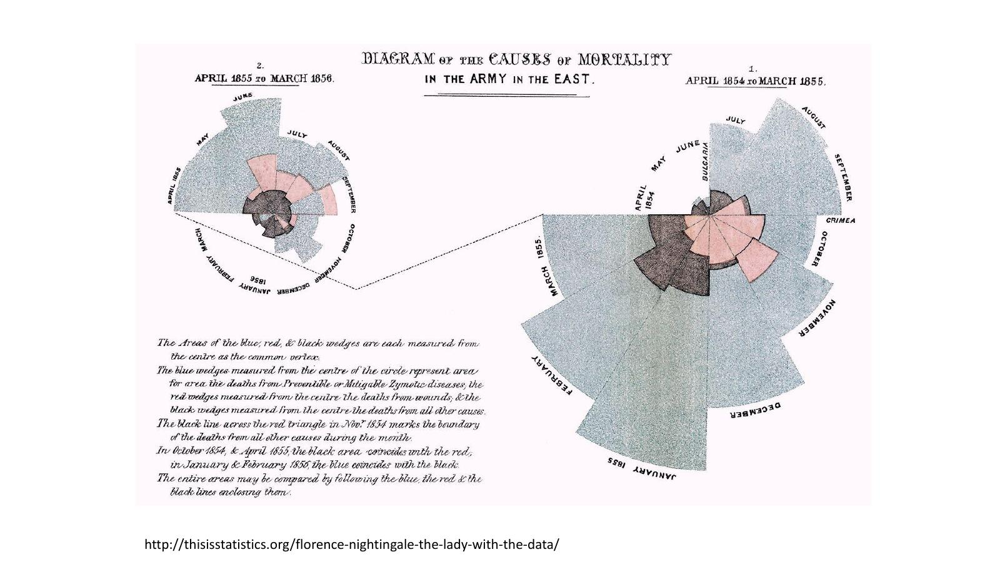 DIAGRAM OF THE CAUSES OF MORTALITY
IN THE ARMY IN THE EAST.
2.
APRIL 1855 TO MARCH 1856.
1.
APRIL 1854 TO MARCH 1855.
APRIL 1855
MAY
JUNE
JULY
AUGUST
SEPTEMBER
OCTOBER
NOVEMBER
DECEMBER
JANUARY
1856
FEBRUARY
MARCH
APRIL
1854
MAY
JUNE
BULGARIA
JULY
AUGUST
SEPTEMBER
CRIMEA
OCTOBER
NOVEMBER
DECEMBER
JANUARY 1855
FEBRUARY
MARCH 1855.
The Areas of the blue, red, & black wedges are each measured from
the centre as the common vertex.
The blue wedges measured from the centre of the circle represent area
for area the deaths from Preventible or Mitigable Zymotic diseases, the
red wedges measured from the centre the deaths from wounds, & the
black wedges measured from the centre the deaths from all other causes.
The black line across the red triangle in Novr. 1854 marks the boundary
of the deaths from all other causes during the month.
In October 1854, & April 1855, the black area coincides with the red,
in January & February 1856, the blue coincides with the black.
The entire areas may be compared by following the blue, the red & the
black lines enclosing them.
http://thisisstatistics.org/florence-nightingale-the-lady-with-the-data/